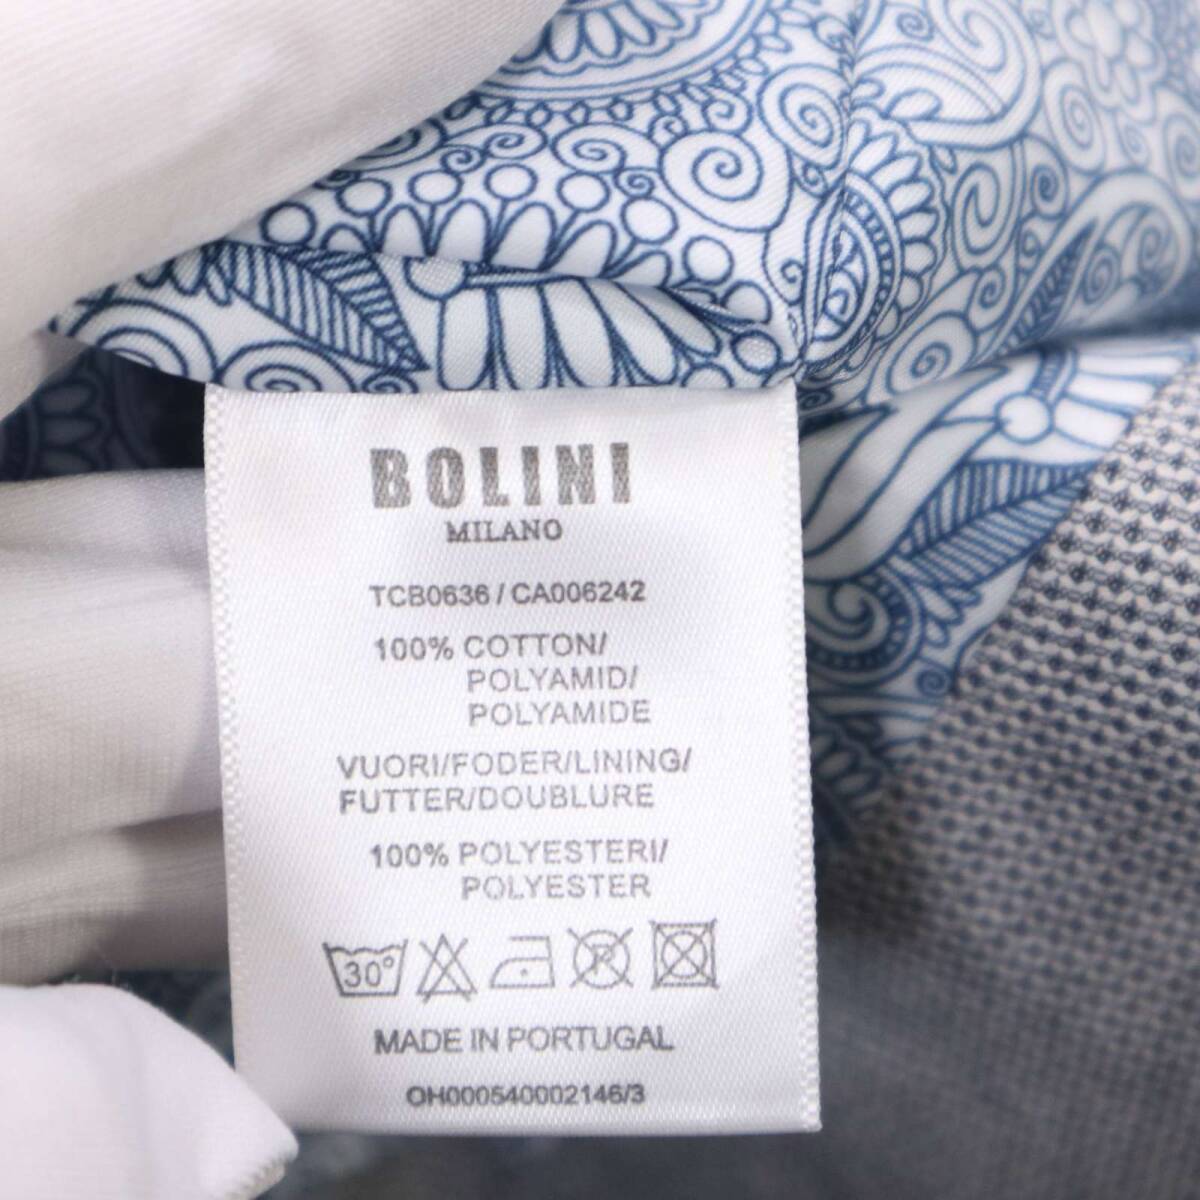 BOLINI
MILANO
TCB0636 / CA006242
100% COTTON/
POLYAMID/
POLYAMIDE
VUORI/FODER/LINING/
FUTTER/DOUBLURE
100% POLYESTERI/
POLYESTER
30° P
MADE IN PORTUGAL
OH000540002146/3